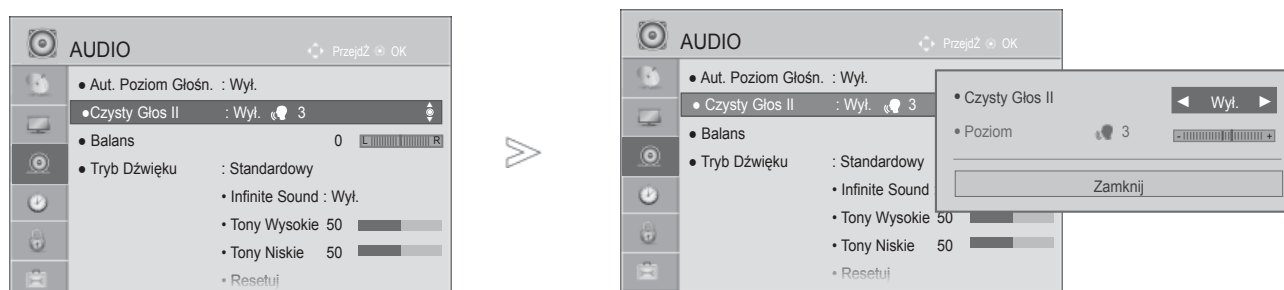 AUDIO
PrzejdŹ OK
● Aut. Poziom Głośn. : Wył.
●Czysty Głos II : Wył. 3
● Balans 0 L R
● Tryb Dźwięku : Standardowy
• Infinite Sound : Wył.
• Tony Wysokie 50
• Tony Niskie 50
• Resetuj
AUDIO
PrzejdŹ OK
● Aut. Poziom Głośn. : Wył.
● Czysty Głos II : Wył. 3
● Balans
● Tryb Dźwięku : Standardowy
• Infinite Sound :
• Tony Wysokie 50
• Tony Niskie 50
• Resetuj
• Czysty Głos II ◄ Wył. ►
• Poziom 3 - +
Zamknij